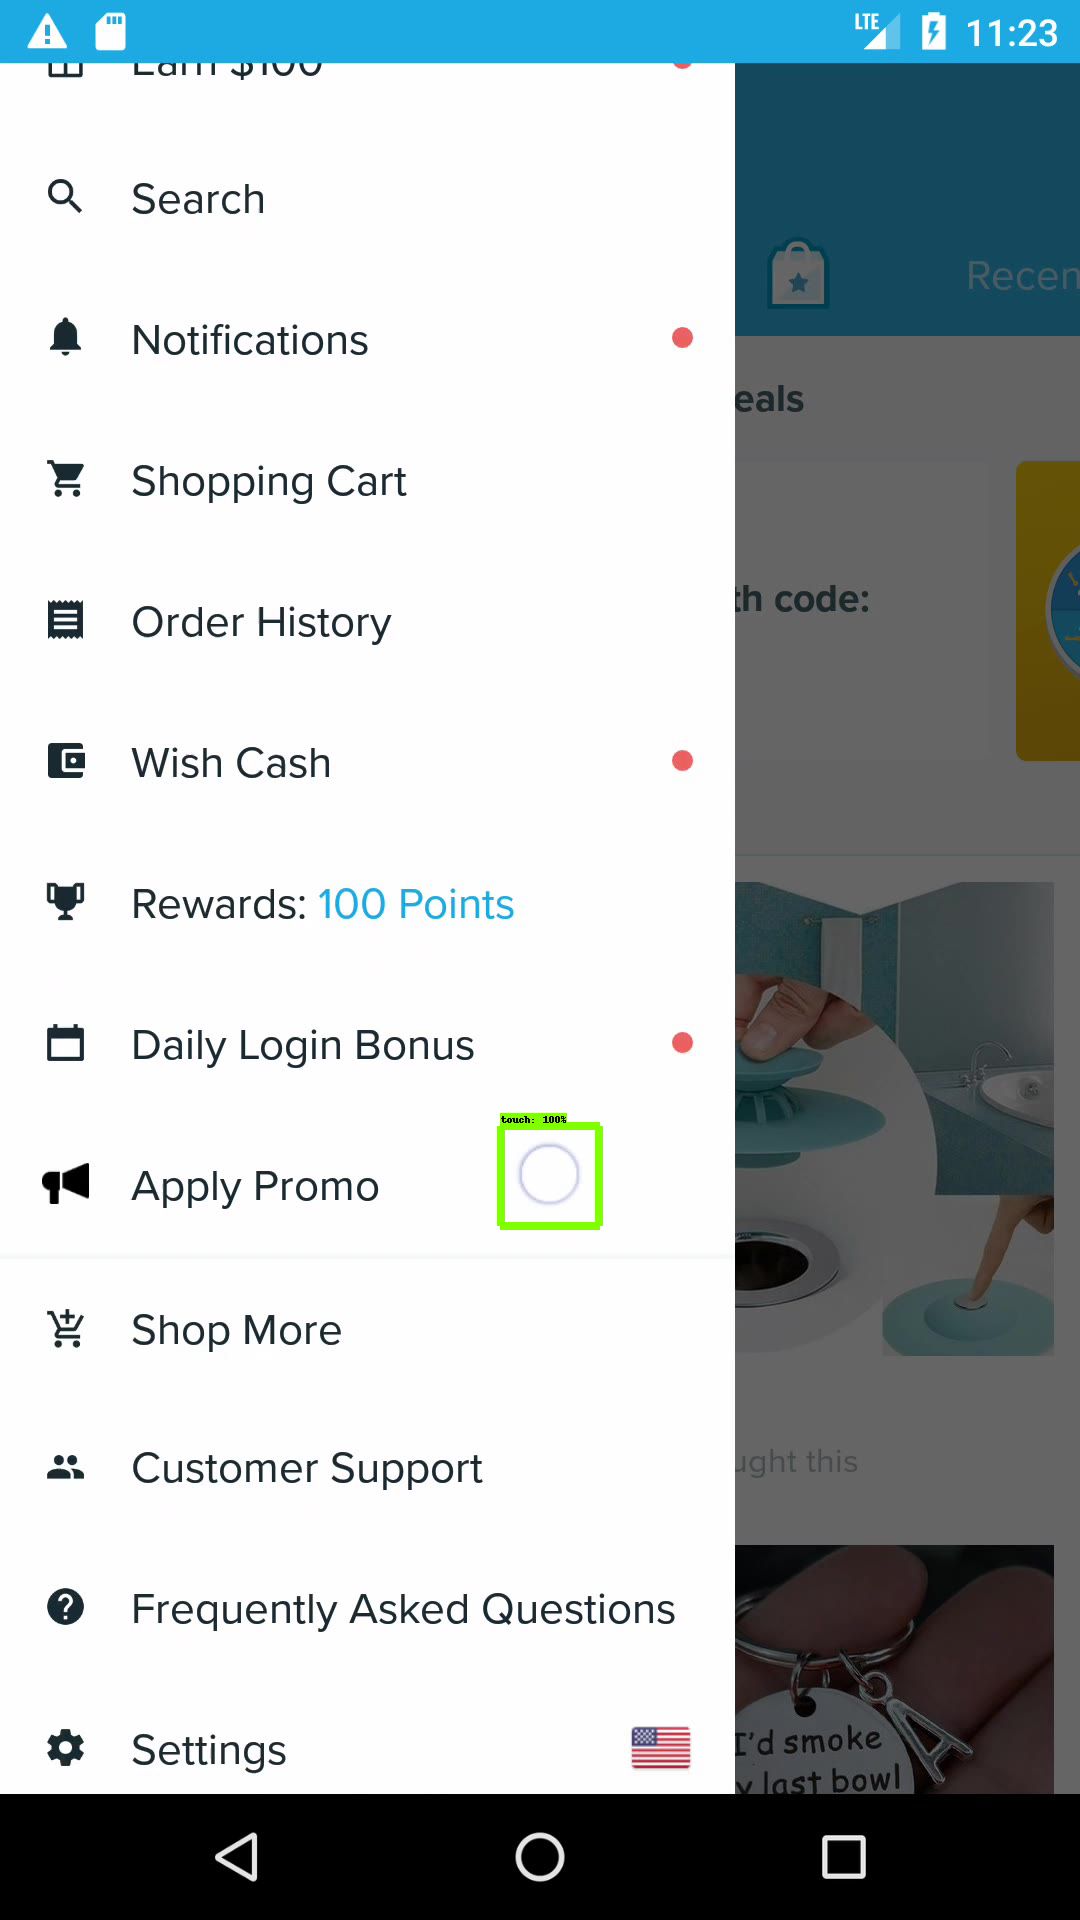 LTE 11:23
Earn $100
Search
Recen
Notifications
eals
Shopping Cart
th code:
Order History
Wish Cash
Rewards: 100 Points
Daily Login Bonus
touch: 100%
Apply Promo
Shop More
Customer Support
ught this
Frequently Asked Questions
Settings
I'd smoke
y last bowl
A